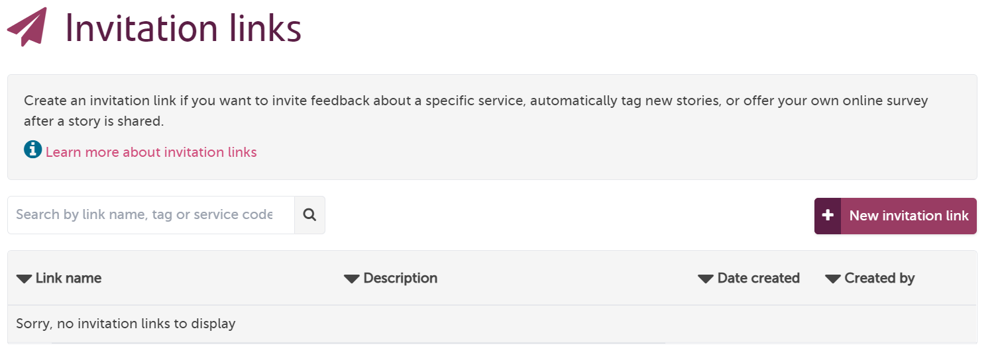 Invitation links
Create an invitation link if you want to invite feedback about a specific service, automatically tag new stories, or offer your own online survey
after a story is shared.
Learn more about invitation links
Search by link name, tag or service code
New invitation link
Link name Description Date created Created by
Sorry, no invitation links to display